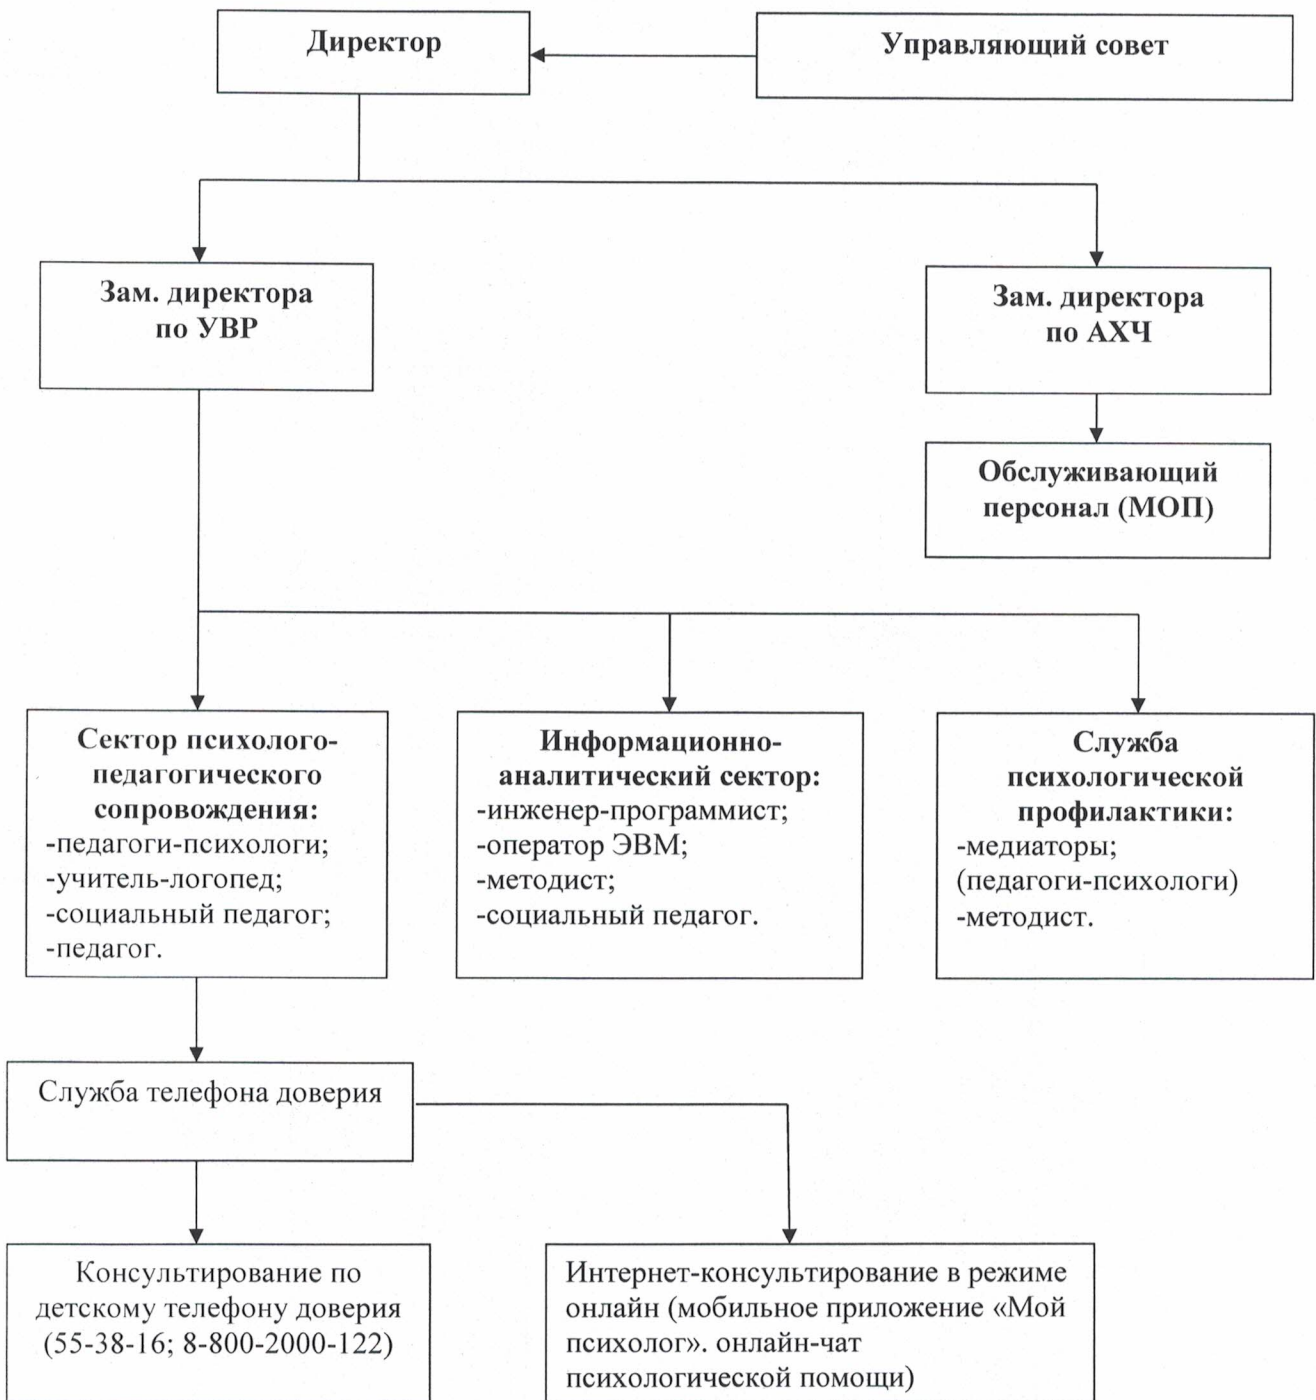 Директор
Управляющий совет
Зам. директора
по УВР
Зам. директора
по АХЧ
Обслуживающий
персонал (МОП)
Сектор психолого-
педагогического
сопровождения:
-педагоги-психологи;
-учитель-логопед;
-социальный педагог;
-педагог.
Информационно-
аналитический сектор:
-инженер-программист;
-оператор ЭВМ;
-методист;
-социальный педагог.
Служба
психологической
профилактики:
-медиаторы;
(педагоги-психологи)
-методист.
Служба телефона доверия
Консультирование по
детскому телефону доверия
(55-38-16; 8-800-2000-122)
Интернет-консультирование в режиме
онлайн (мобильное приложение «Мой
психолог». онлайн-чат
психологической помощи)